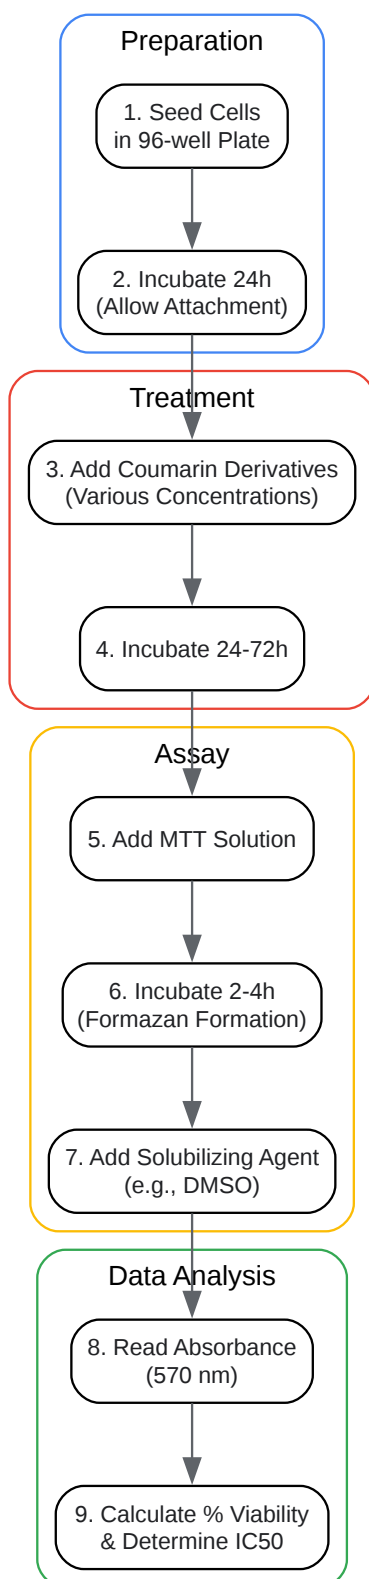 Preparation
1. Seed Cells
in 96-well Plate
2. Incubate 24h
(Allow Attachment)
Treatment
3. Add Coumarin Derivatives
(Various Concentrations)
4. Incubate 24-72h
Assay
5. Add MTT Solution
6. Incubate 2-4h
(Formazan Formation)
7. Add Solubilizing Agent
(e.g., DMSO)
Data Analysis
8. Read Absorbance
(570 nm)
9. Calculate % Viability
& Determine IC50